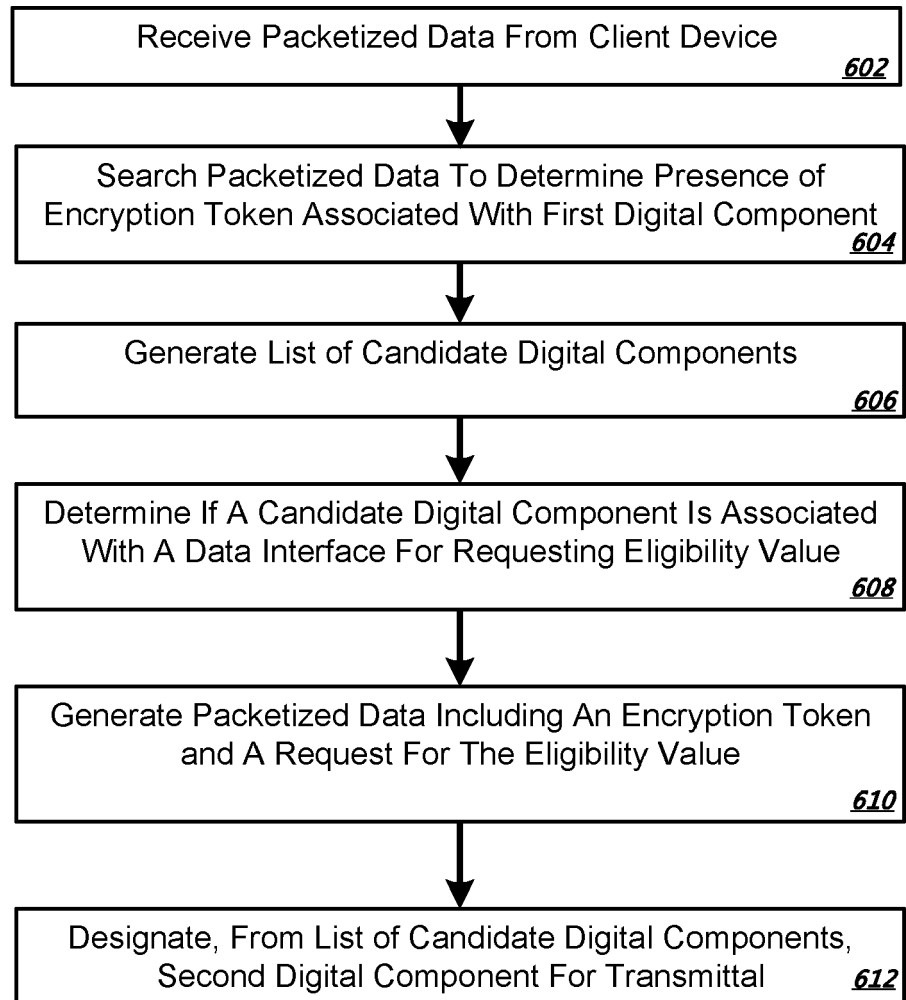 Receive Packetized Data From Client Device
602
Search Packetized Data To Determine Presence of
Encryption Token Associated With First Digital Component
604
Generate List of Candidate Digital Components
606
Determine If A Candidate Digital Component Is Associated
With A Data Interface For Requesting Eligibility Value
608
Generate Packetized Data Including An Encryption Token
and A Request For The Eligibility Value
610
Designate, From List of Candidate Digital Components,
Second Digital Component For Transmittal
612